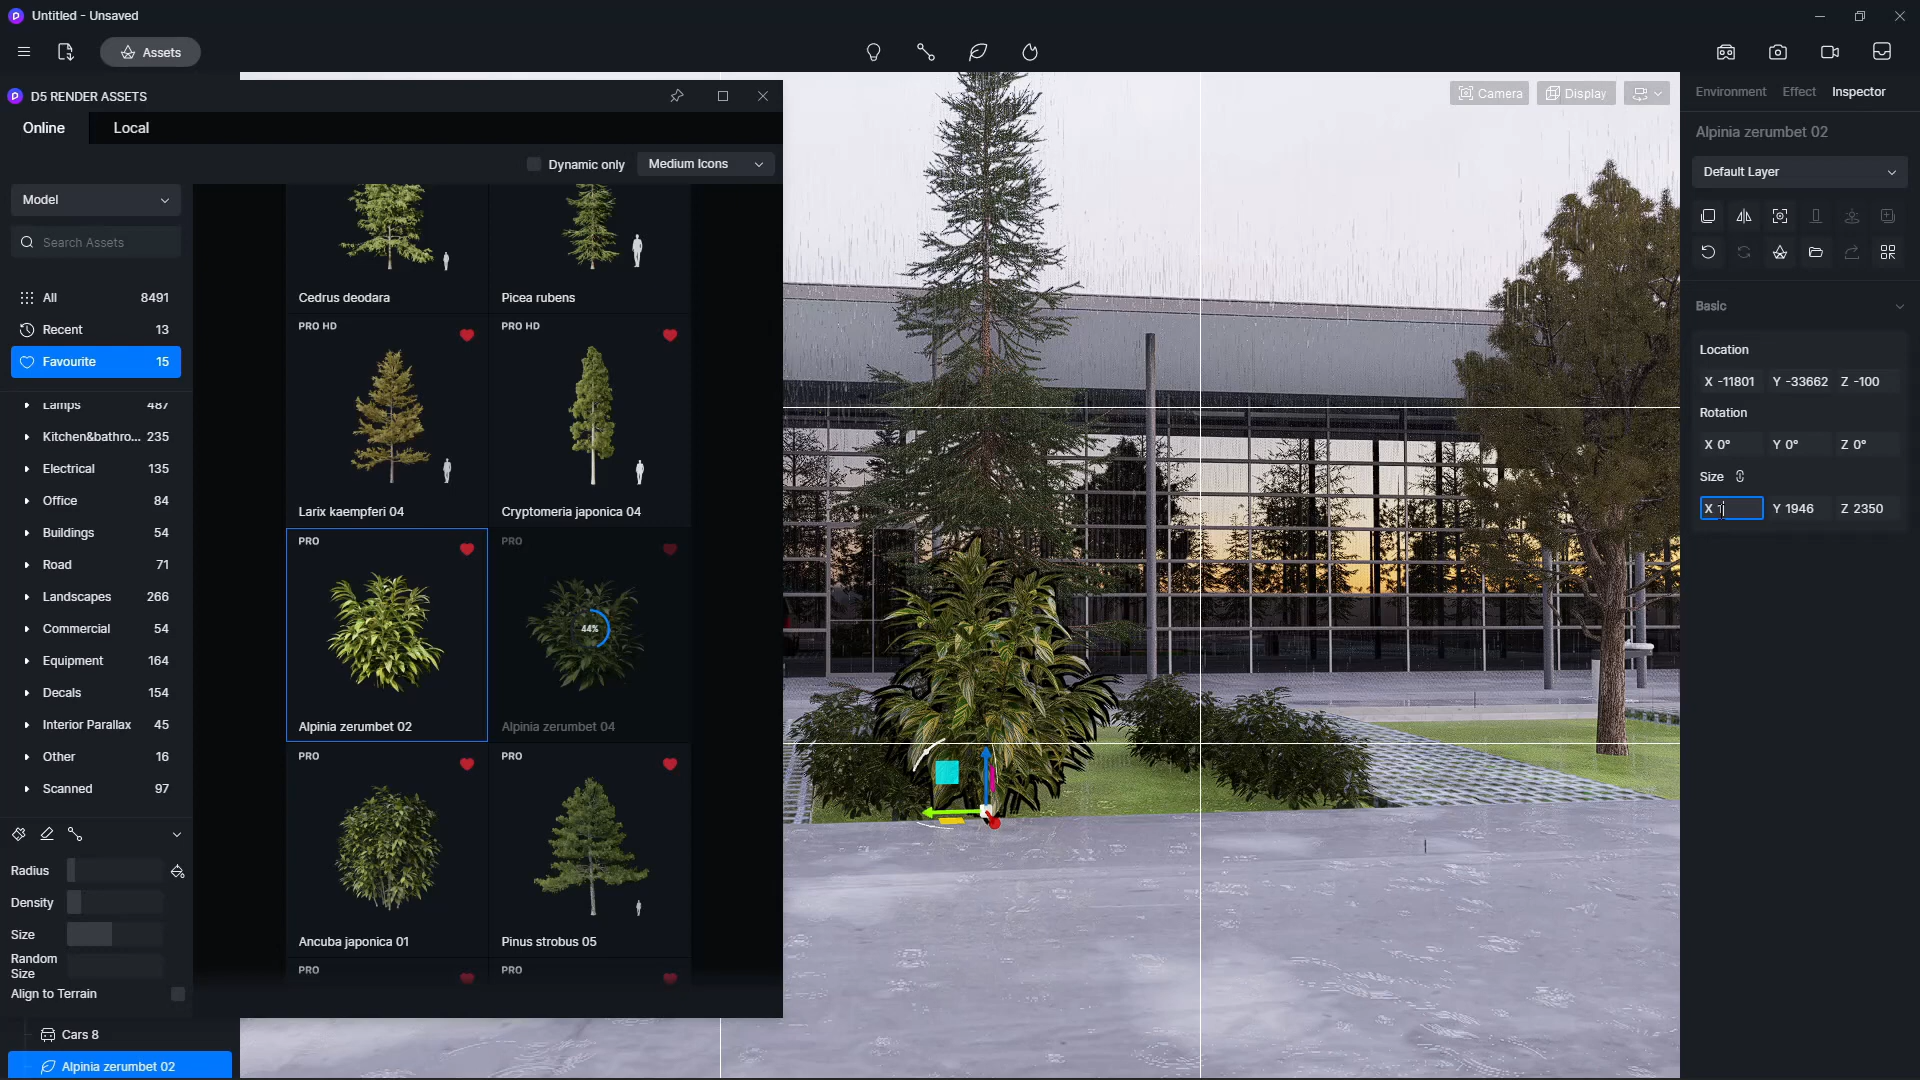 Untitled - Unsaved
Assets
Camera
Display
Environment
Effect
Inspector
D5 RENDER ASSETS
Online
Local
Dynamic only
Medium Icons
Model
Search Assets
All 8491
Recent 13
Favourite 15
Lamps 487
Kitchen&bathro... 235
Electrical 135
Office 84
Buildings 54
Road 71
Landscapes 266
Commercial 54
Equipment 164
Decals 154
Interior Parallax 45
Other 16
Scanned 97
Radius
Density
Size
Random
Size
Align to Terrain
Cars 8
Alpinia zerumbet 02
Cedrus deodara
Picea rubens
PRO HD
PRO HD
Larix kaempferi 04
Cryptomeria japonica 04
PRO
PRO
44%
Alpinia zerumbet 02
Alpinia zerumbet 04
PRO
PRO
Ancuba japonica 01
Pinus strobus 05
PRO
PRO
Alpinia zerumbet 02
Default Layer
Basic
Location
X -11801 Y -33662 Z -100
Rotation
X 0° Y 0° Z 0°
Size
X 1 Y 1946 Z 2350